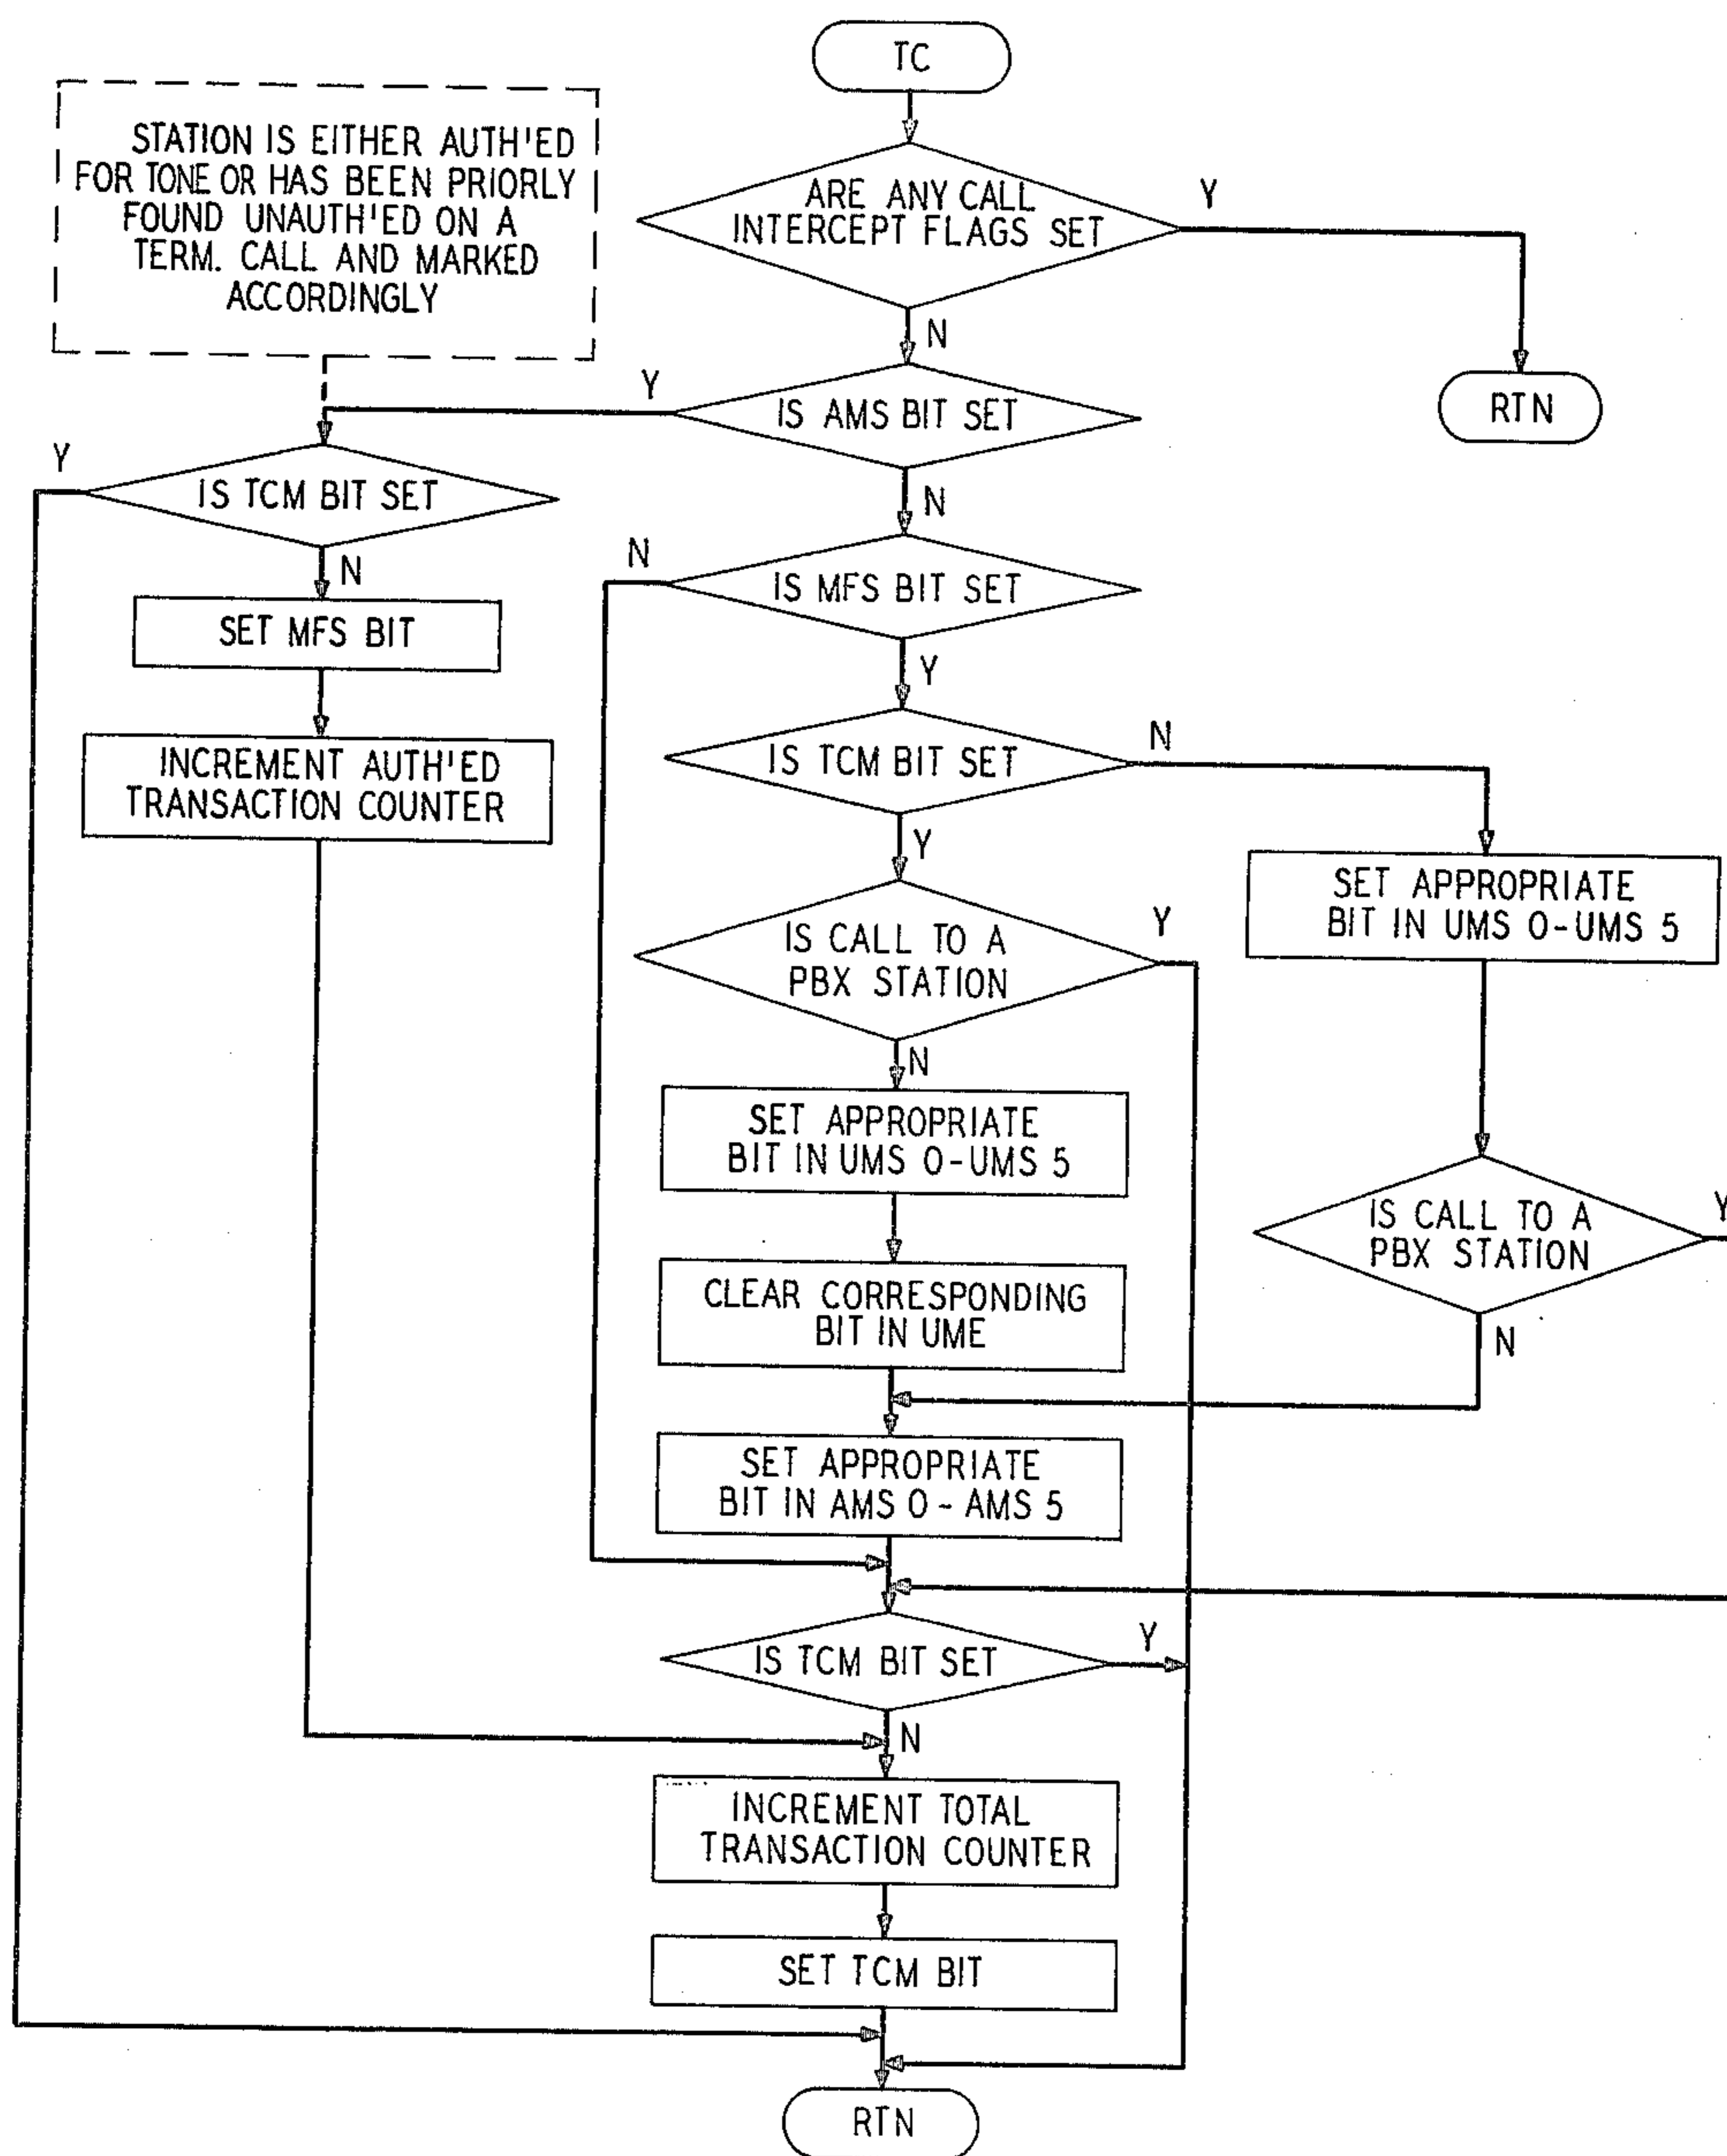 TC
STATION IS EITHER AUTH'ED
FOR TONE OR HAS BEEN PRIORLY
FOUND UNAUTH'ED ON A
TERM. CALL AND MARKED
ACCORDINGLY
ARE ANY CALL
INTERCEPT FLAGS SET
Y
N
RTN
IS AMS BIT SET
Y
N
IS TCM BIT SET
Y
N
IS MFS BIT SET
N
Y
SET MFS BIT
INCREMENT AUTH'ED
TRANSACTION COUNTER
IS TCM BIT SET
N
Y
SET APPROPRIATE
BIT IN UMS 0-UMS 5
IS CALL TO A
PBX STATION
Y
N
SET APPROPRIATE
BIT IN UMS 0-UMS 5
IS CALL TO A
PBX STATION
Y
N
CLEAR CORRESPONDING
BIT IN UME
SET APPROPRIATE
BIT IN AMS 0-AMS 5
IS TCM BIT SET
Y
N
INCREMENT TOTAL
TRANSACTION COUNTER
SET TCM BIT
RTN